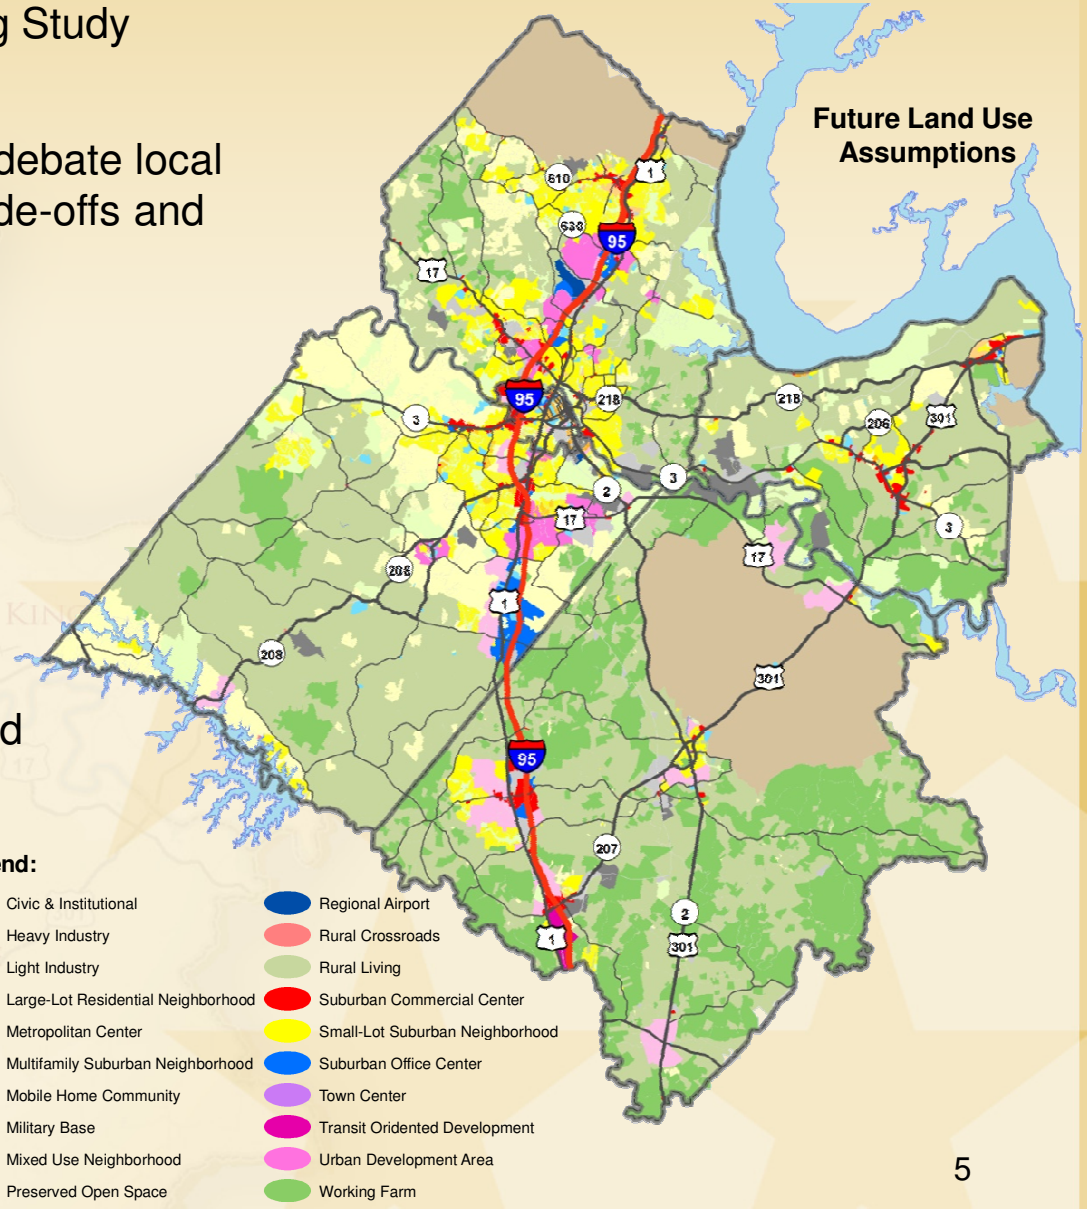 g Study
debate local
de-offs and
d
Future Land Use
Assumptions
610
1
638
95
17
95
3
218
218
206
301
2
3
17
3
17
208
1
208
301
95
207
2
301
1
KING
17
301
end:
Civic & Institutional
Heavy Industry
Light Industry
Large-Lot Residential Neighborhood
Metropolitan Center
Multifamily Suburban Neighborhood
Mobile Home Community
Military Base
Mixed Use Neighborhood
Preserved Open Space
Regional Airport
Rural Crossroads
Rural Living
Suburban Commercial Center
Small-Lot Suburban Neighborhood
Suburban Office Center
Town Center
Transit Oridented Development
Urban Development Area
Working Farm
5